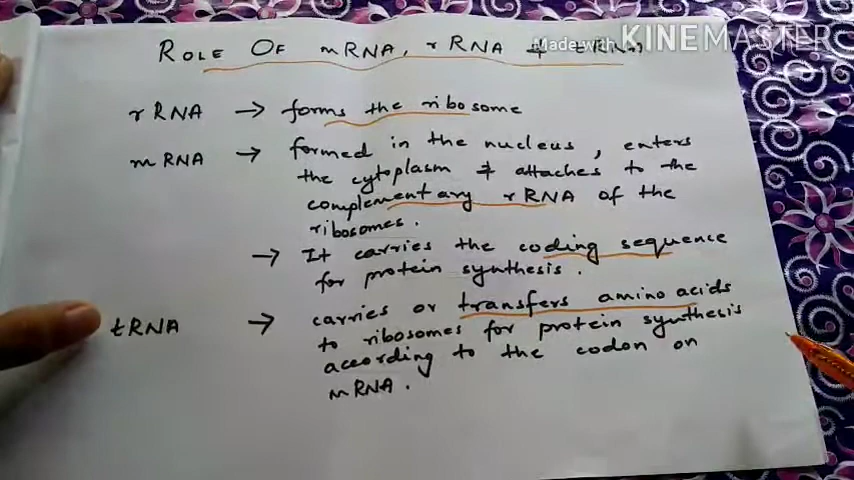 ROLE OF mRNA, rRNA & tRNA
Made with KINEMASTER
rRNA → forms the ribosome
mRNA → formed in the nucleus, enters
the cytoplasm & attaches to the
complementary rRNA of the
ribosomes.
→ It carries the coding sequence
for protein synthesis.
tRNA → carries or transfers amino acids
to ribosomes for protein synthesis
according to the codon on
mRNA.